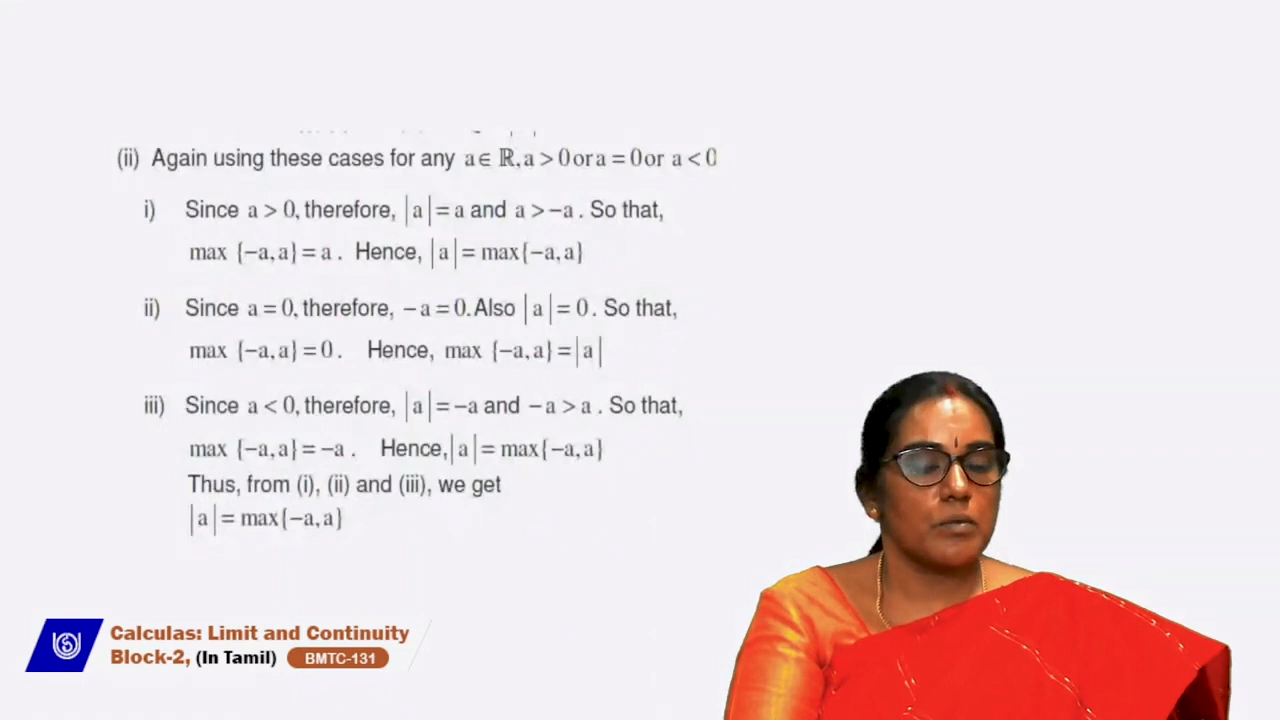 (ii) Again using these cases for any a ∈ ℝ, a > 0 or a = 0 or a < 0
i) Since a > 0, therefore, |a| = a and a > −a . So that,
max {−a, a} = a . Hence, |a| = max{−a, a}
ii) Since a = 0, therefore, − a = 0. Also |a| = 0 . So that,
max {−a, a} = 0 . Hence, max {−a, a} = |a|
iii) Since a < 0, therefore, |a| = −a and −a > a . So that,
max {−a, a} = −a . Hence, |a| = max{−a, a}
Thus, from (i), (ii) and (iii), we get
|a| = max{−a, a}
Calculas: Limit and Continuity
Block-2, (In Tamil) BMTC-131